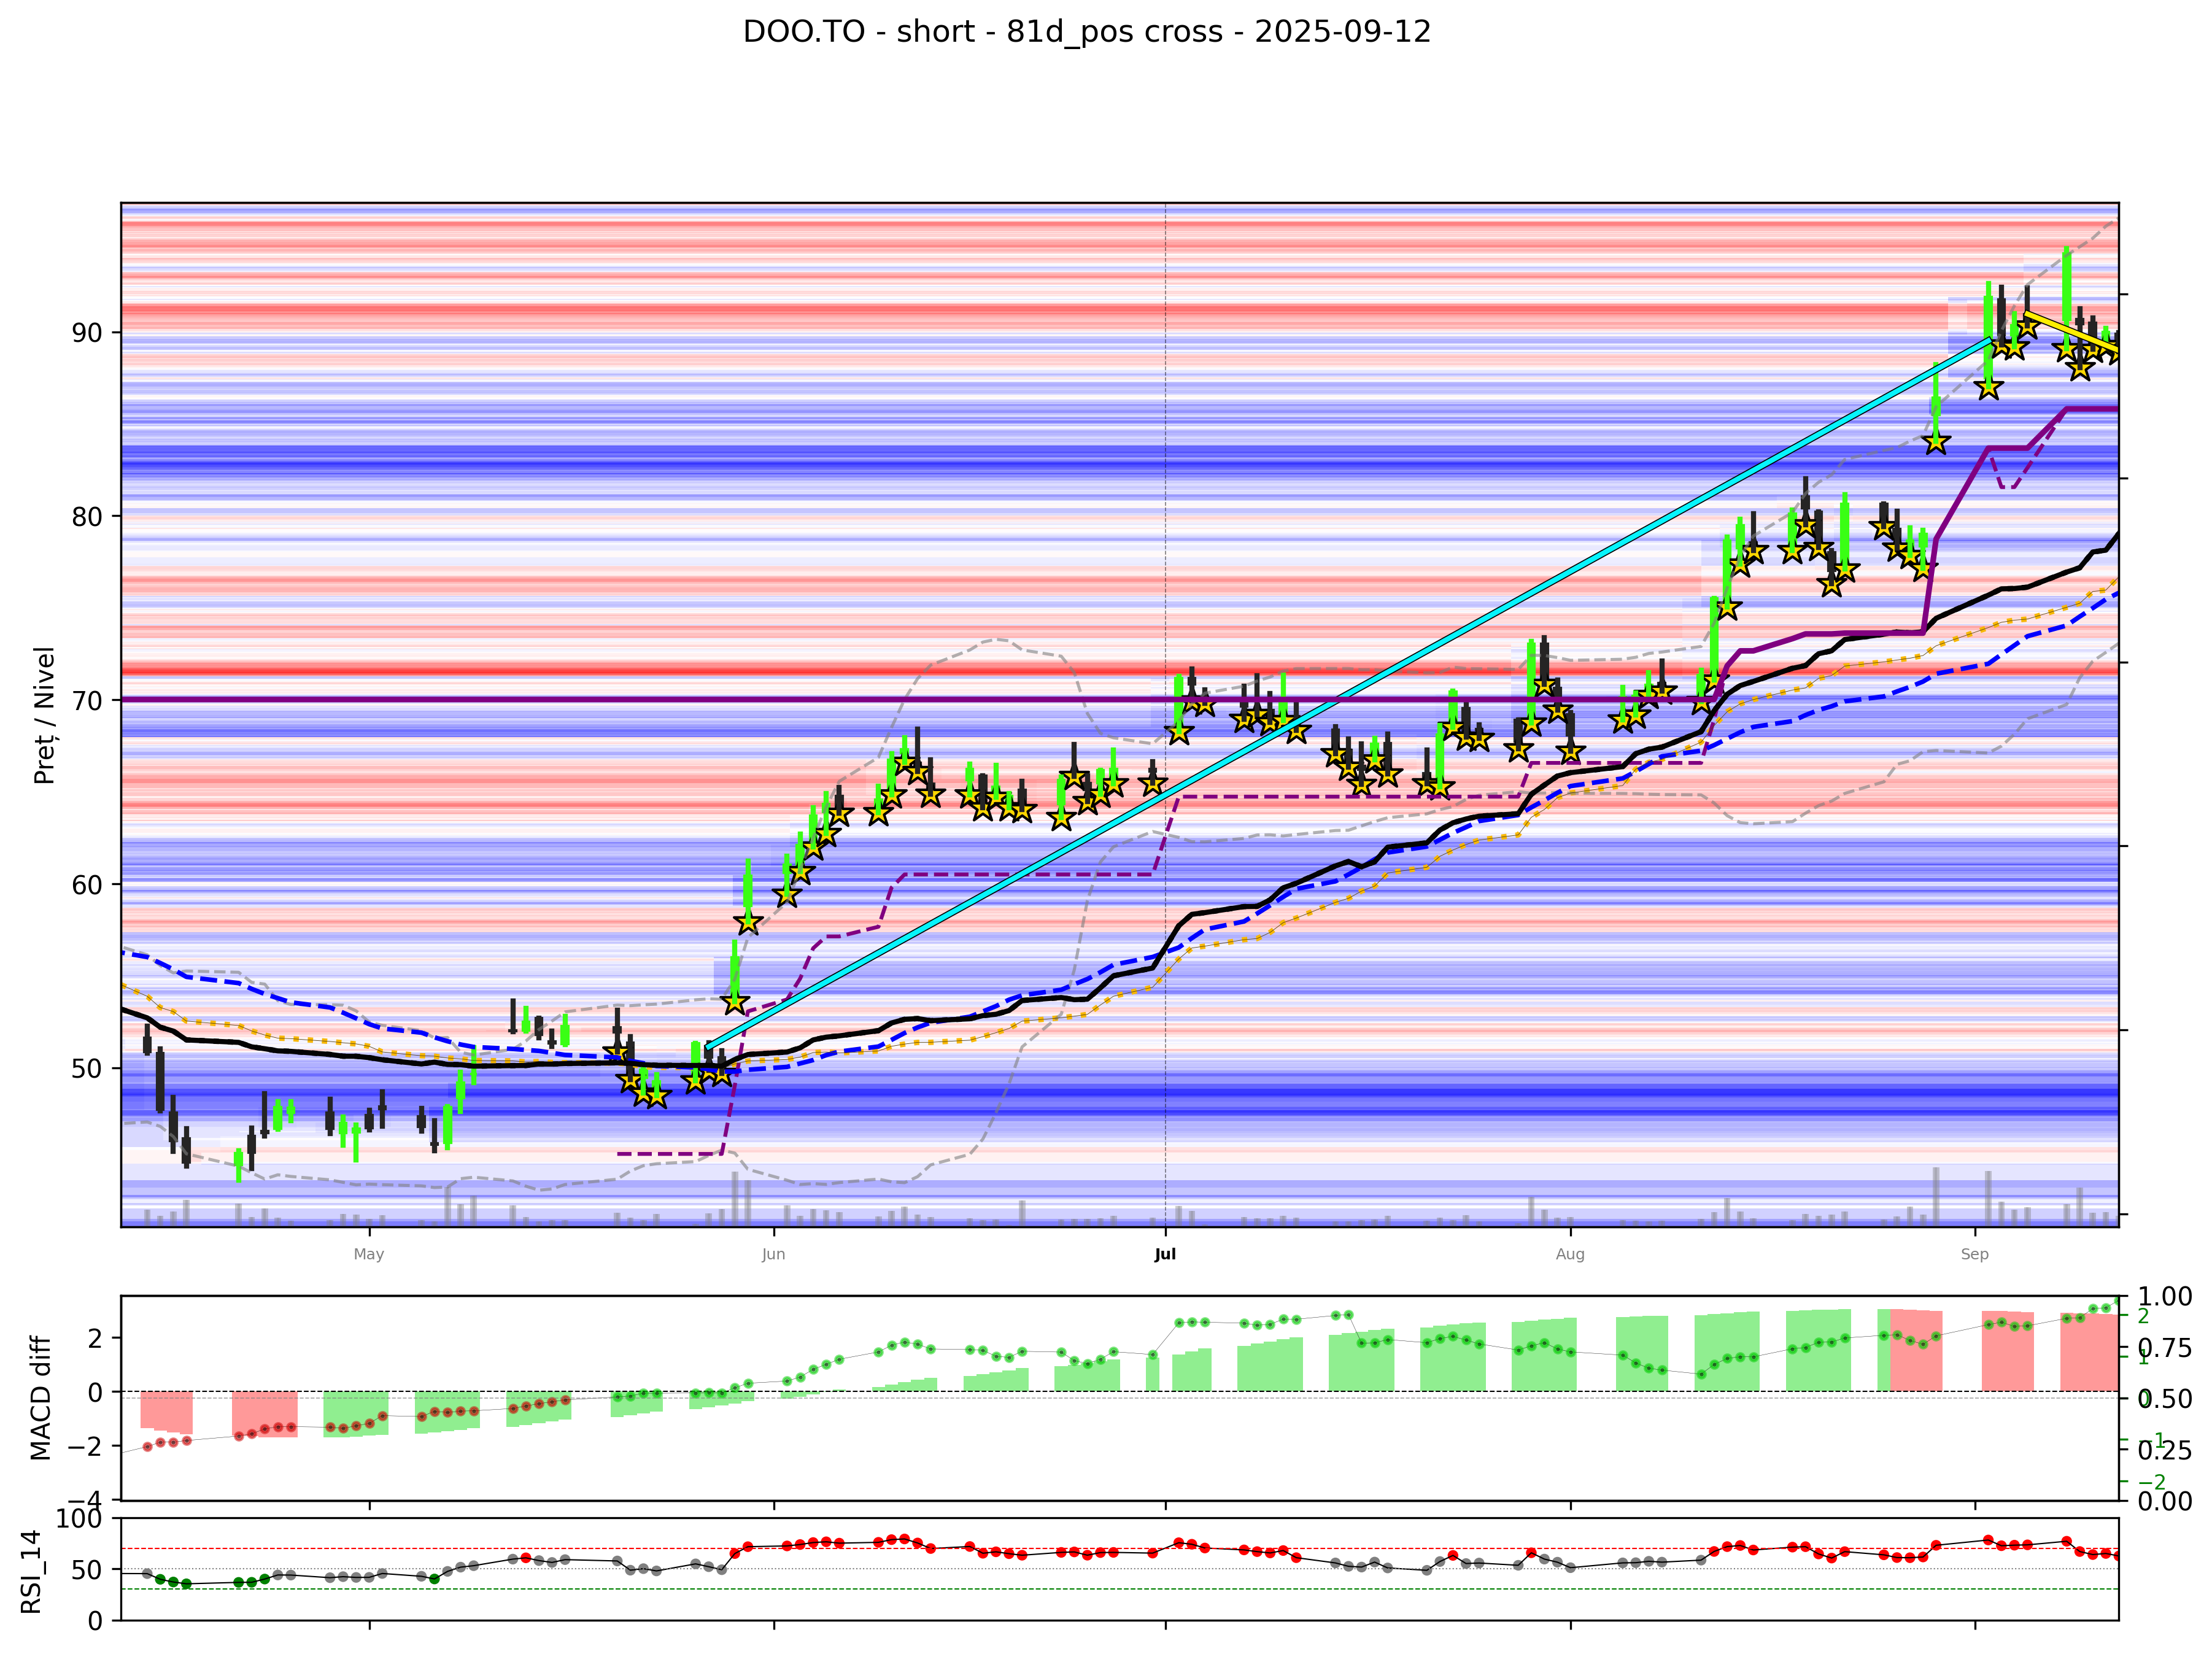 DOO.TO - short - 81d_pos cross - 2025-09-12
Preț / Nivel
90
80
70
60
50
May
Jun
Jul
Aug
Sep
MACD diff
2
0
−2
−4
1.00
0.75
0.50
0.25
0.00
2
1
−1
−2
RSI_14
100
50
0